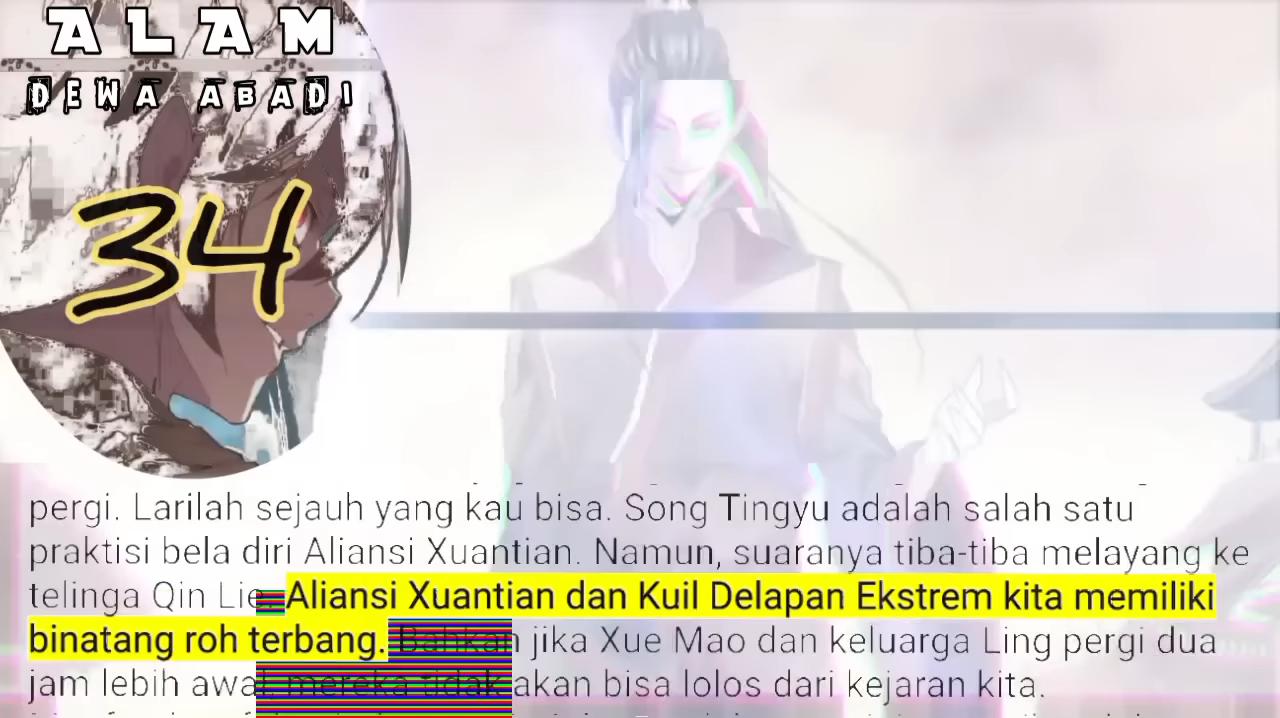 ALAM
DEWA ABADI
34
pergi. Larilah sejauh yang kau bisa. Song Tingyu adalah salah satu
praktisi bela diri Aliansi Xuantian. Namun, suaranya tiba-tiba melayang ke
telinga Qin Lie. Aliansi Xuantian dan Kuil Delapan Ekstrem kita memiliki
binatang roh terbang. Bahkan jika Xue Mao dan keluarga Ling pergi dua
jam lebih awal, mereka tidak akan bisa lolos dari kejaran kita.